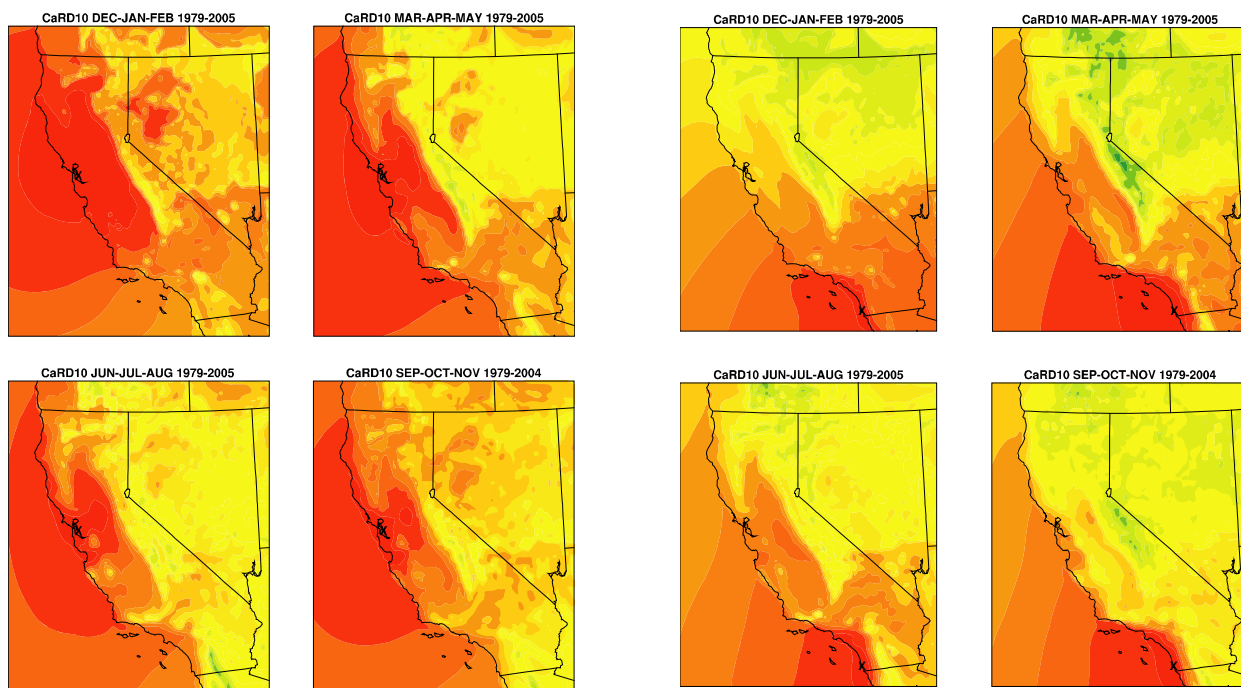 CaRD10 DEC-JAN-FEB 1979-2005
CaRD10 MAR-APR-MAY 1979-2005
CaRD10 DEC-JAN-FEB 1979-2005
CaRD10 MAR-APR-MAY 1979-2005
CaRD10 JUN-JUL-AUG 1979-2005
CaRD10 SEP-OCT-NOV 1979-2004
CaRD10 JUN-JUL-AUG 1979-2005
CaRD10 SEP-OCT-NOV 1979-2004
X
X
X
X
X
X
X
X